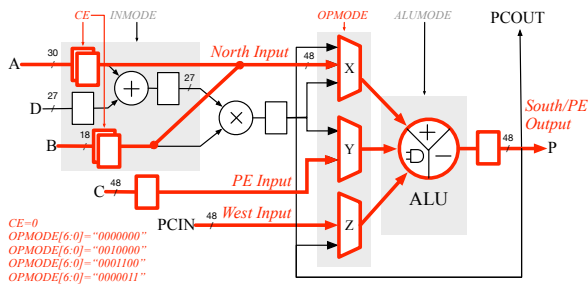 CE
INMODE
OPMODE
ALUMODE
PCOUT
A
30
North Input
48
X
27
D
27
+
×
South/PE
Output
B
18
Y
+
−
48
P
C
48
PE Input
ALU
PCIN
48
West Input
Z
CE=0
OPMODE[6:0]="0000000"
OPMODE[6:0]="0010000"
OPMODE[6:0]="0001100"
OPMODE[6:0]="0000011"